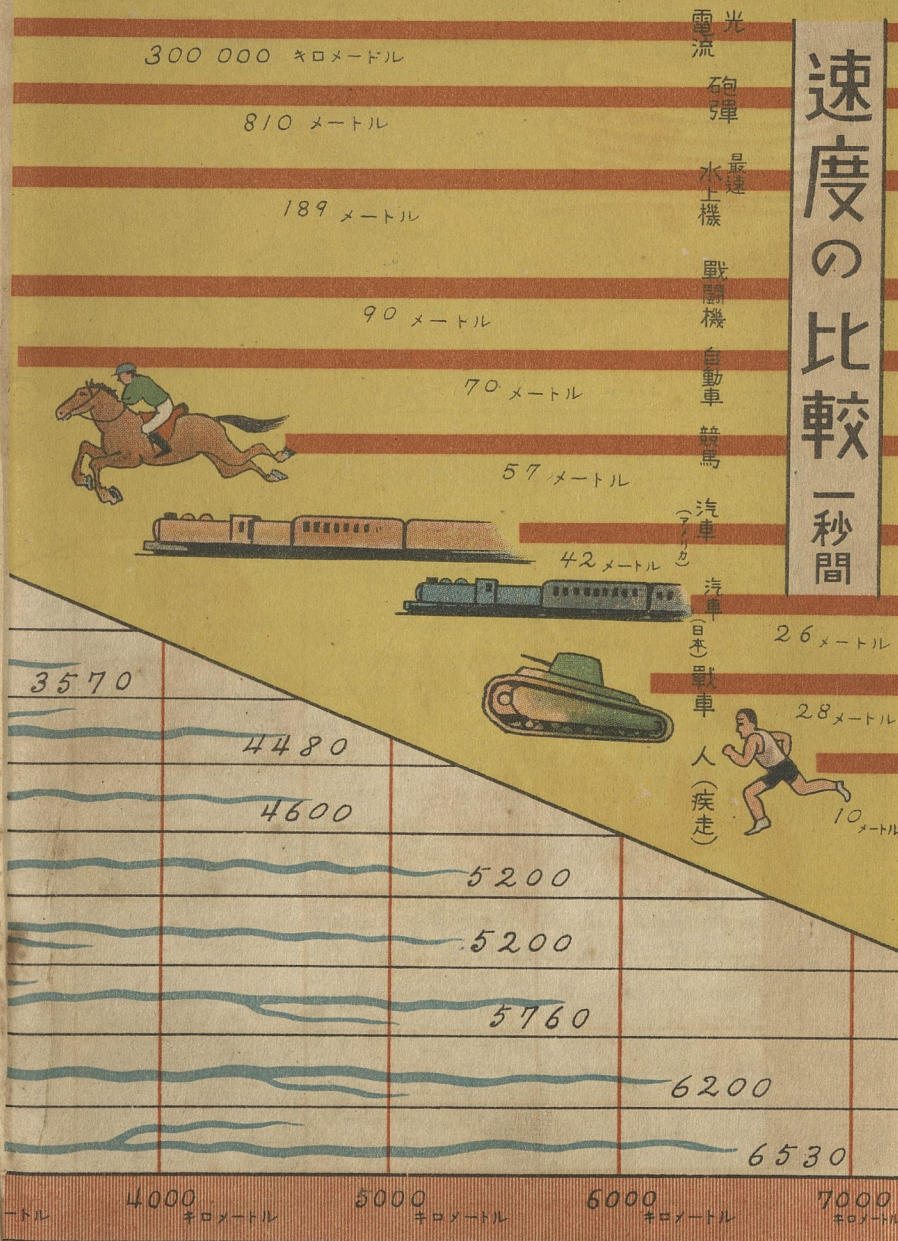 速度の比較 一秒間
光
電流
300 000 キロメートル
砲彈
810 メートル
最速
水上機
189 メートル
戰闘機
90 メートル
自動車
70 メートル
競馬
57 メートル
汽車
(アメリカ)
42 メートル
汽車
(日本)
26 メートル
戰車
28 メートル
人(疾走)
10 メートル
3570
4480
4600
5200
5200
5760
6200
6530
ートル
4000 キロメートル
5000 キロメートル
6000 キロメートル
7000 キロメートル